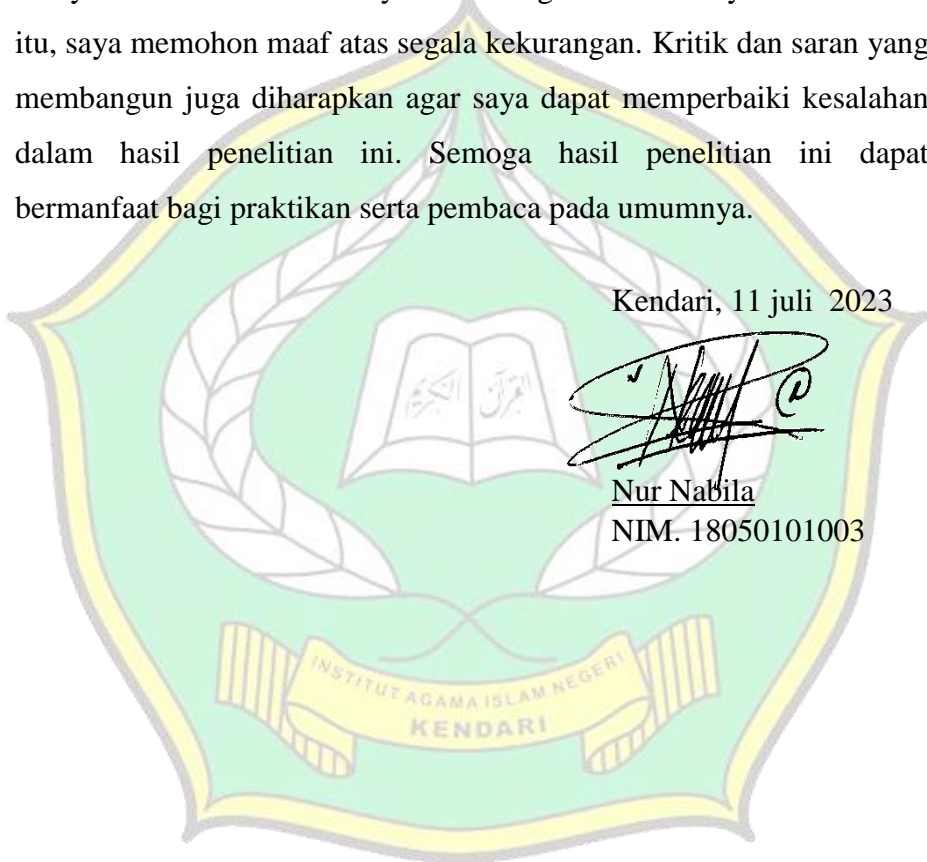 itu, saya memohon maaf atas segala kekurangan. Kritik dan saran yang
membangun juga diharapkan agar saya dapat memperbaiki kesalahan
dalam hasil penelitian ini. Semoga hasil penelitian ini dapat
bermanfaat bagi praktikan serta pembaca pada umumnya.
Kendari, 11 juli 2023
Nur Nabila
NIM. 18050101003
القرآن الكريم
INSTITUT AGAMA ISLAM NEGERI
KENDARI